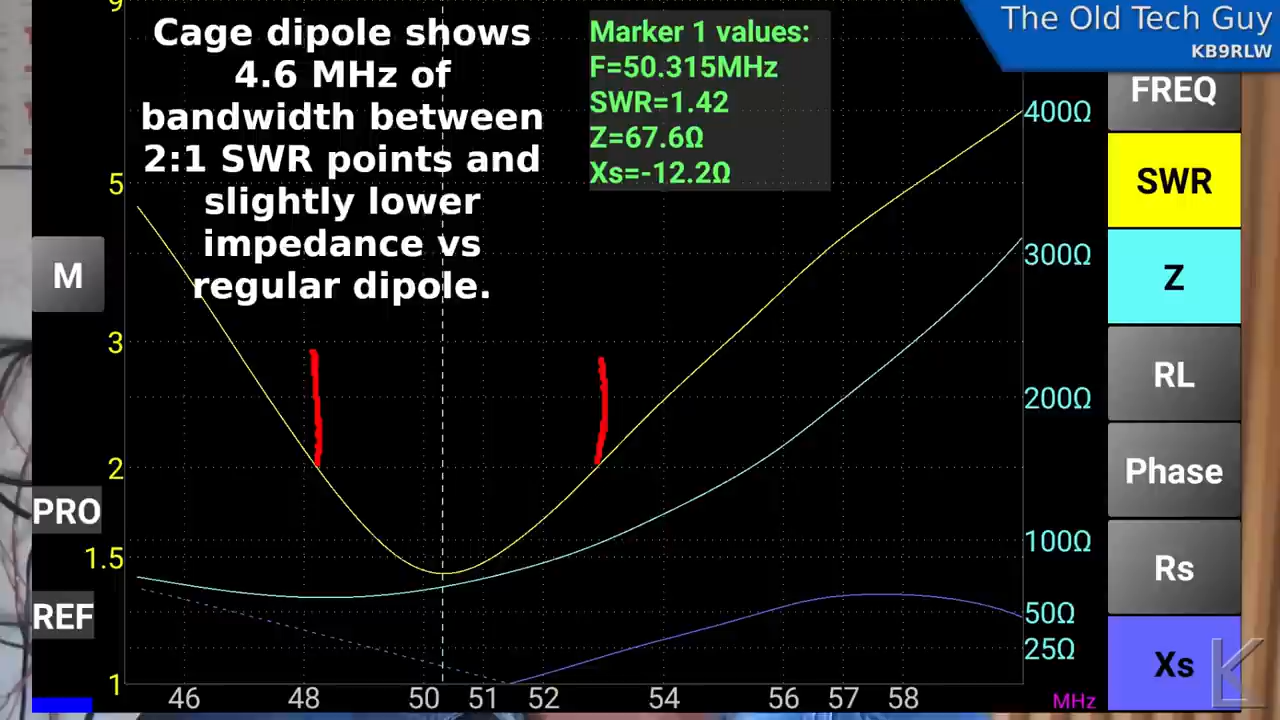 The Old Tech Guy
KB9RLW
Cage dipole shows
4.6 MHz of
bandwidth between
2:1 SWR points and
slightly lower
impedance vs
regular dipole.
Marker 1 values:
F=50.315MHz
SWR=1.42
Z=67.6Ω
Xs=-12.2Ω
9
5
3
2
1.5
1
400Ω
300Ω
200Ω
100Ω
50Ω
25Ω
46 48 50 51 52 54 56 57 58 MHz
M
PRO
REF
FREQ
SWR
Z
RL
Phase
Rs
Xs
K